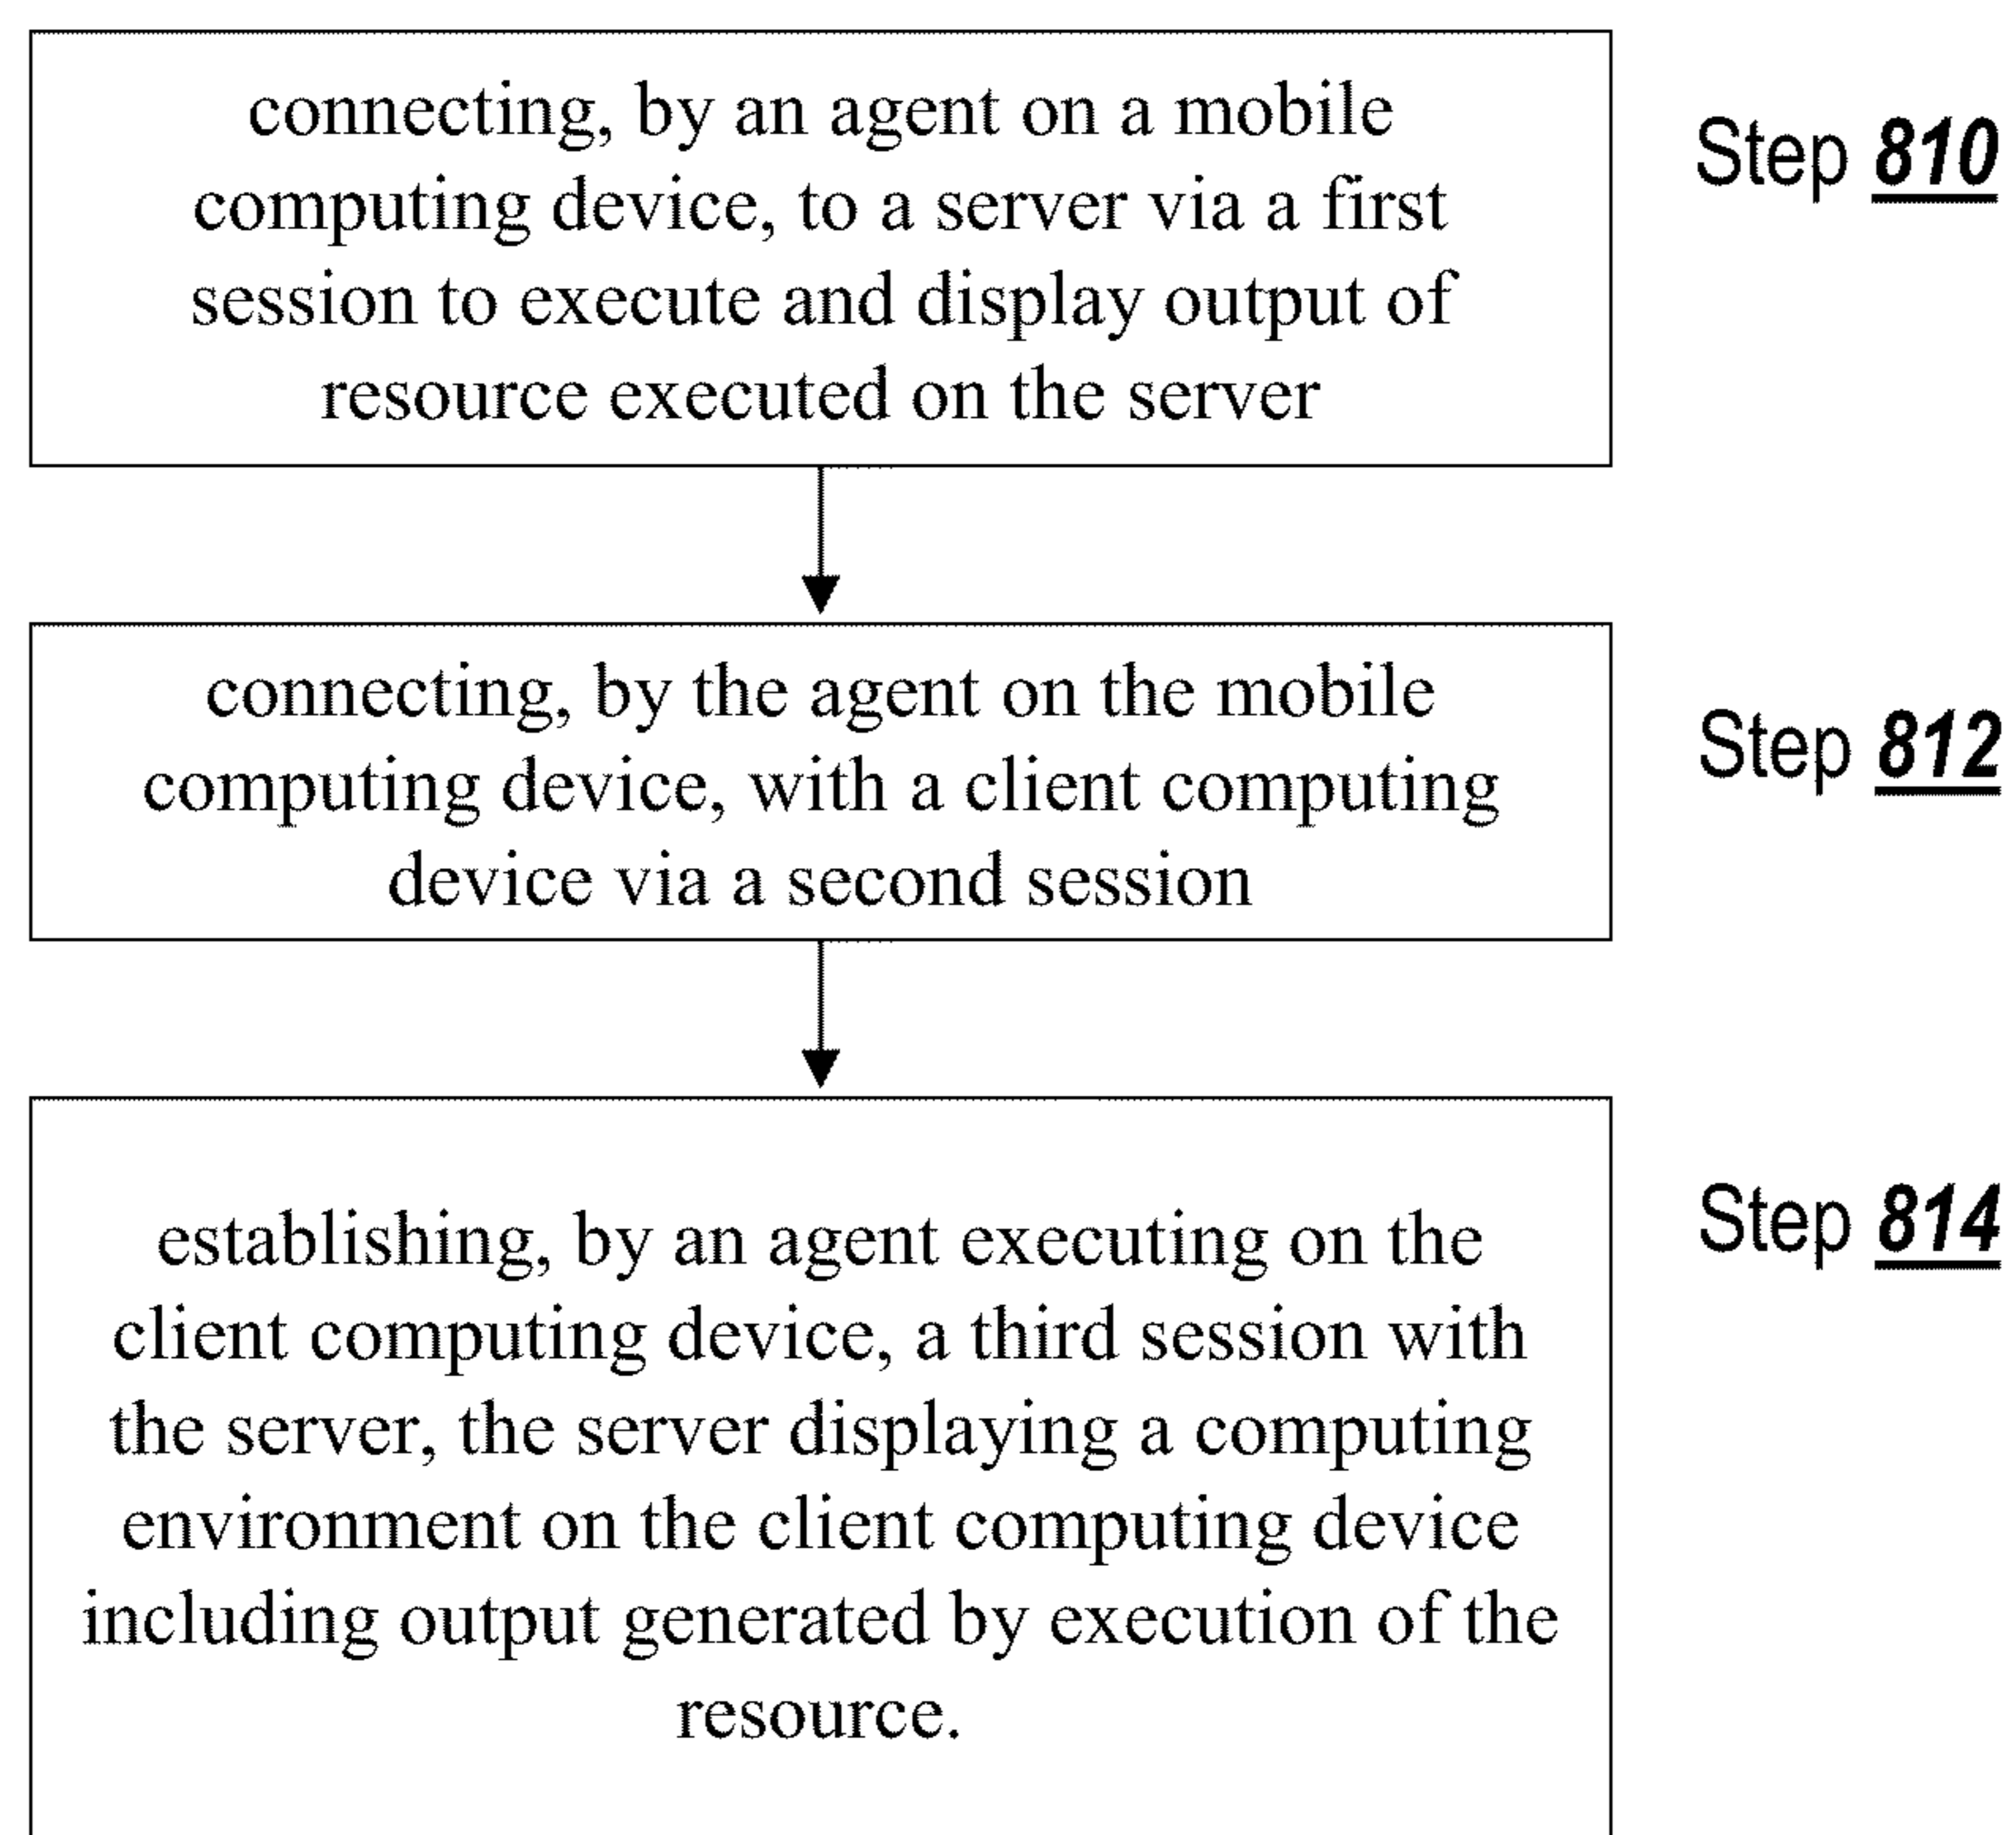 connecting, by an agent on a mobile
computing device, to a server via a first
session to execute and display output of
resource executed on the server
Step 810
connecting, by the agent on the mobile
computing device, with a client computing
device via a second session
Step 812
establishing, by an agent executing on the
client computing device, a third session with
the server, the server displaying a computing
environment on the client computing device
including output generated by execution of the
resource.
Step 814